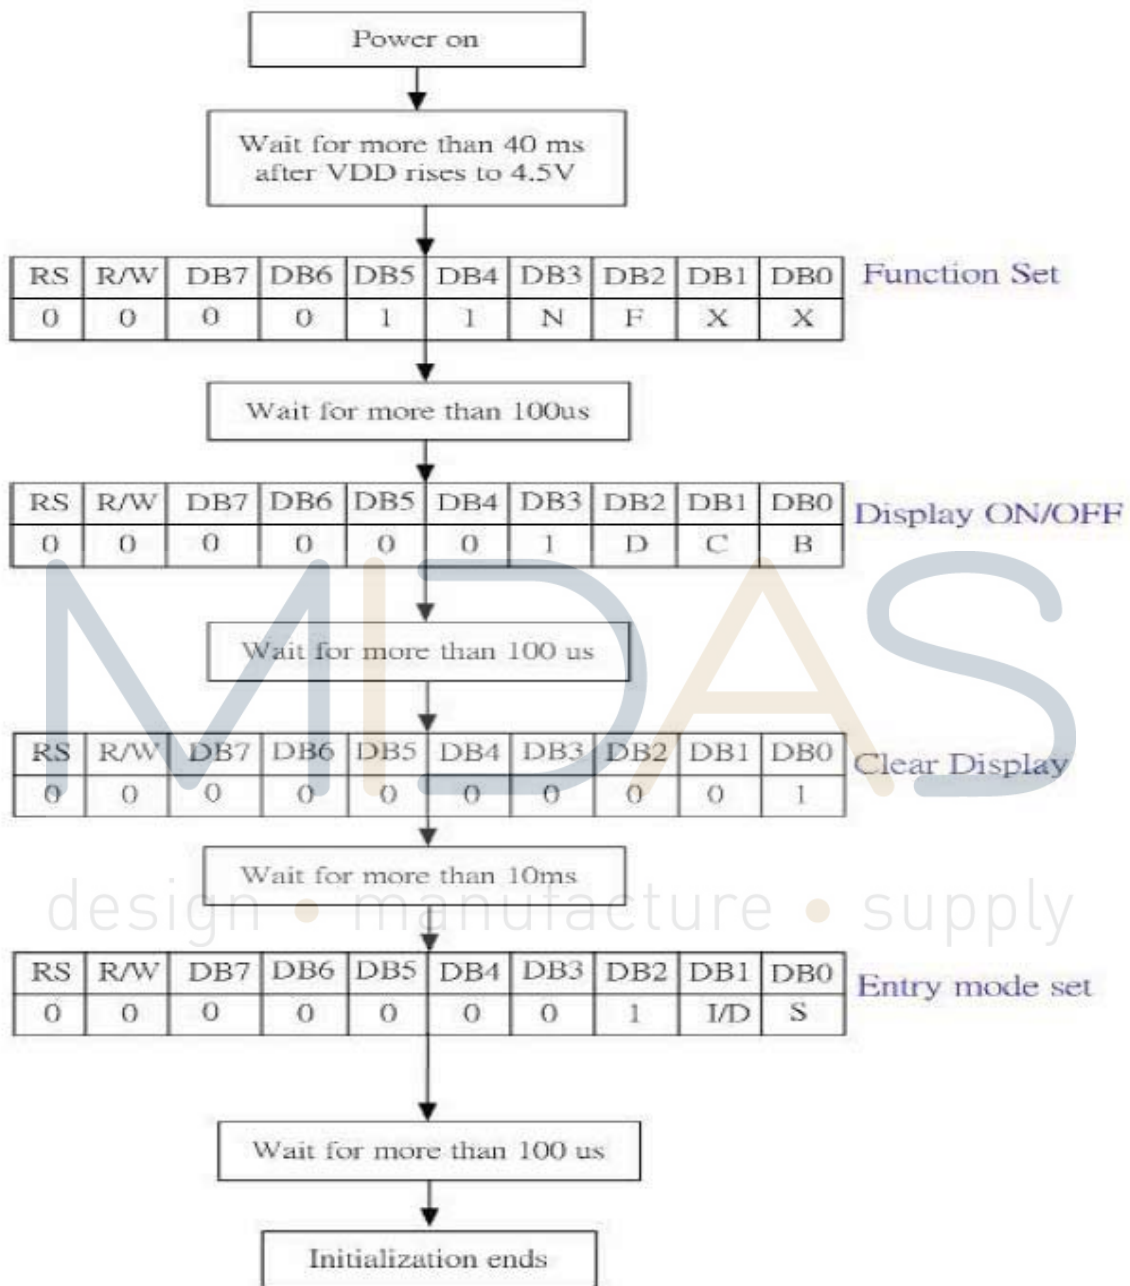 Power on
Wait for more than 40 ms
after VDD rises to 4.5V
RS R/W DB7 DB6 DB5 DB4 DB3 DB2 DB1 DB0 Function Set
0 0 0 0 1 1 N F X X
Wait for more than 100us
RS R/W DB7 DB6 DB5 DB4 DB3 DB2 DB1 DB0 Display ON/OFF
0 0 0 0 0 0 1 D C B
MIDAS
Wait for more than 100 us
RS R/W DB7 DB6 DB5 DB4 DB3 DB2 DB1 DB0 Clear Display
0 0 0 0 0 0 0 0 0 1
Wait for more than 10ms
design • manufacture • supply
RS R/W DB7 DB6 DB5 DB4 DB3 DB2 DB1 DB0 Entry mode set
0 0 0 0 0 0 0 1 I/D S
Wait for more than 100 us
Initialization ends